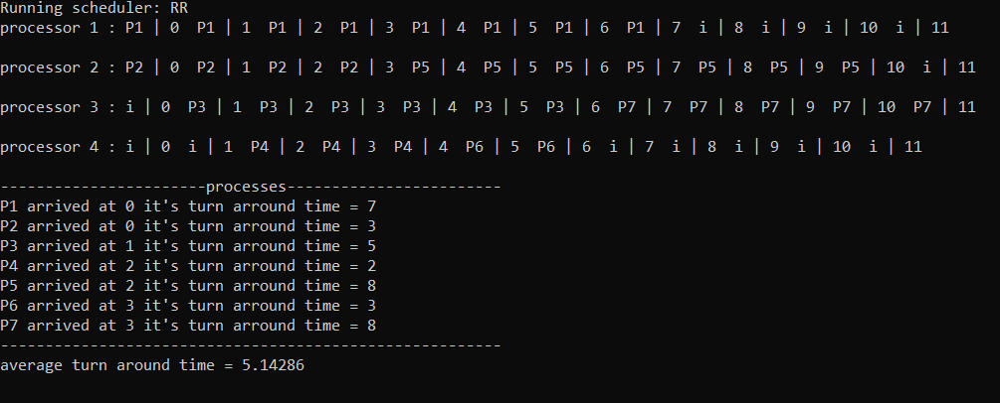 Running scheduler: RR
processor 1 : P1 | 0  P1 | 1  P1 | 2  P1 | 3  P1 | 4  P1 | 5  P1 | 6  P1 | 7  i | 8  i | 9  i | 10  i | 11
processor 2 : P2 | 0  P2 | 1  P2 | 2  P2 | 3  P5 | 4  P5 | 5  P5 | 6  P5 | 7  P5 | 8  P5 | 9  P5 | 10  i | 11
processor 3 : i | 0  P3 | 1  P3 | 2  P3 | 3  P3 | 4  P3 | 5  P3 | 6  P7 | 7  P7 | 8  P7 | 9  P7 | 10  P7 | 11
processor 4 : i | 0  i | 1  P4 | 2  P4 | 3  P4 | 4  P6 | 5  P6 | 6  i | 7  i | 8  i | 9  i | 10  i | 11
-----------------------processes------------------------
P1 arrived at 0 it's turn arround time = 7
P2 arrived at 0 it's turn arround time = 3
P3 arrived at 1 it's turn arround time = 5
P4 arrived at 2 it's turn arround time = 2
P5 arrived at 2 it's turn arround time = 8
P6 arrived at 3 it's turn arround time = 3
P7 arrived at 3 it's turn arround time = 8
--------------------------------------------------------
average turn around time = 5.14286